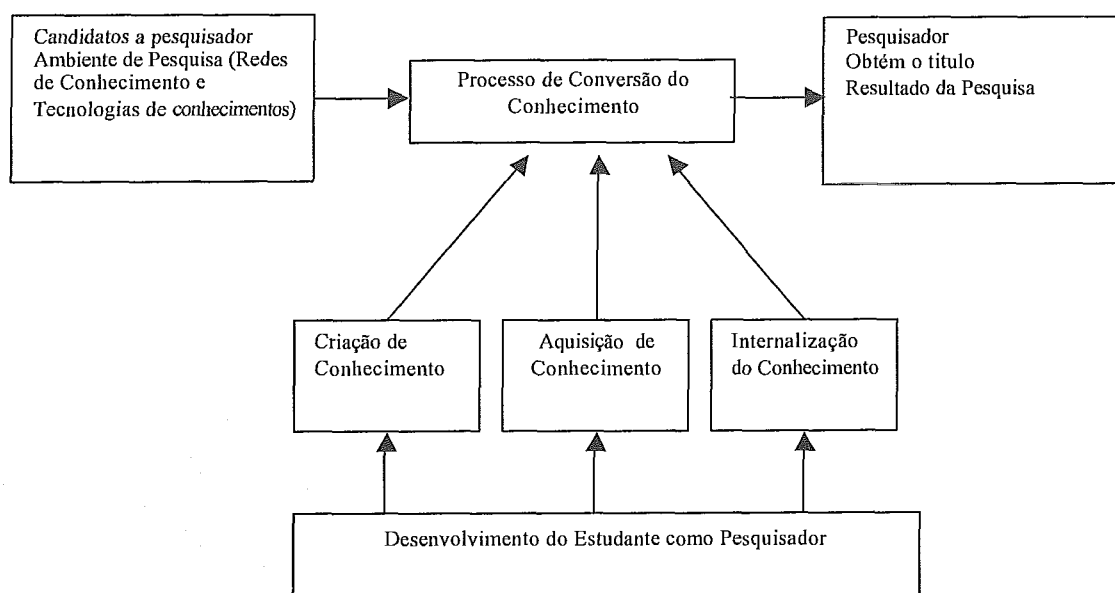 Candidatos a pesquisador
Ambiente de Pesquisa (Redes
de Conhecimento e
Tecnologias de conhecimentos)
Processo de Conversão do
Conhecimento
Pesquisador
Obtém o titulo
Resultado da Pesquisa
Criação de
Conhecimento
Aquisição de
Conhecimento
Internalização
do Conhecimento
Desenvolvimento do Estudante como Pesquisador